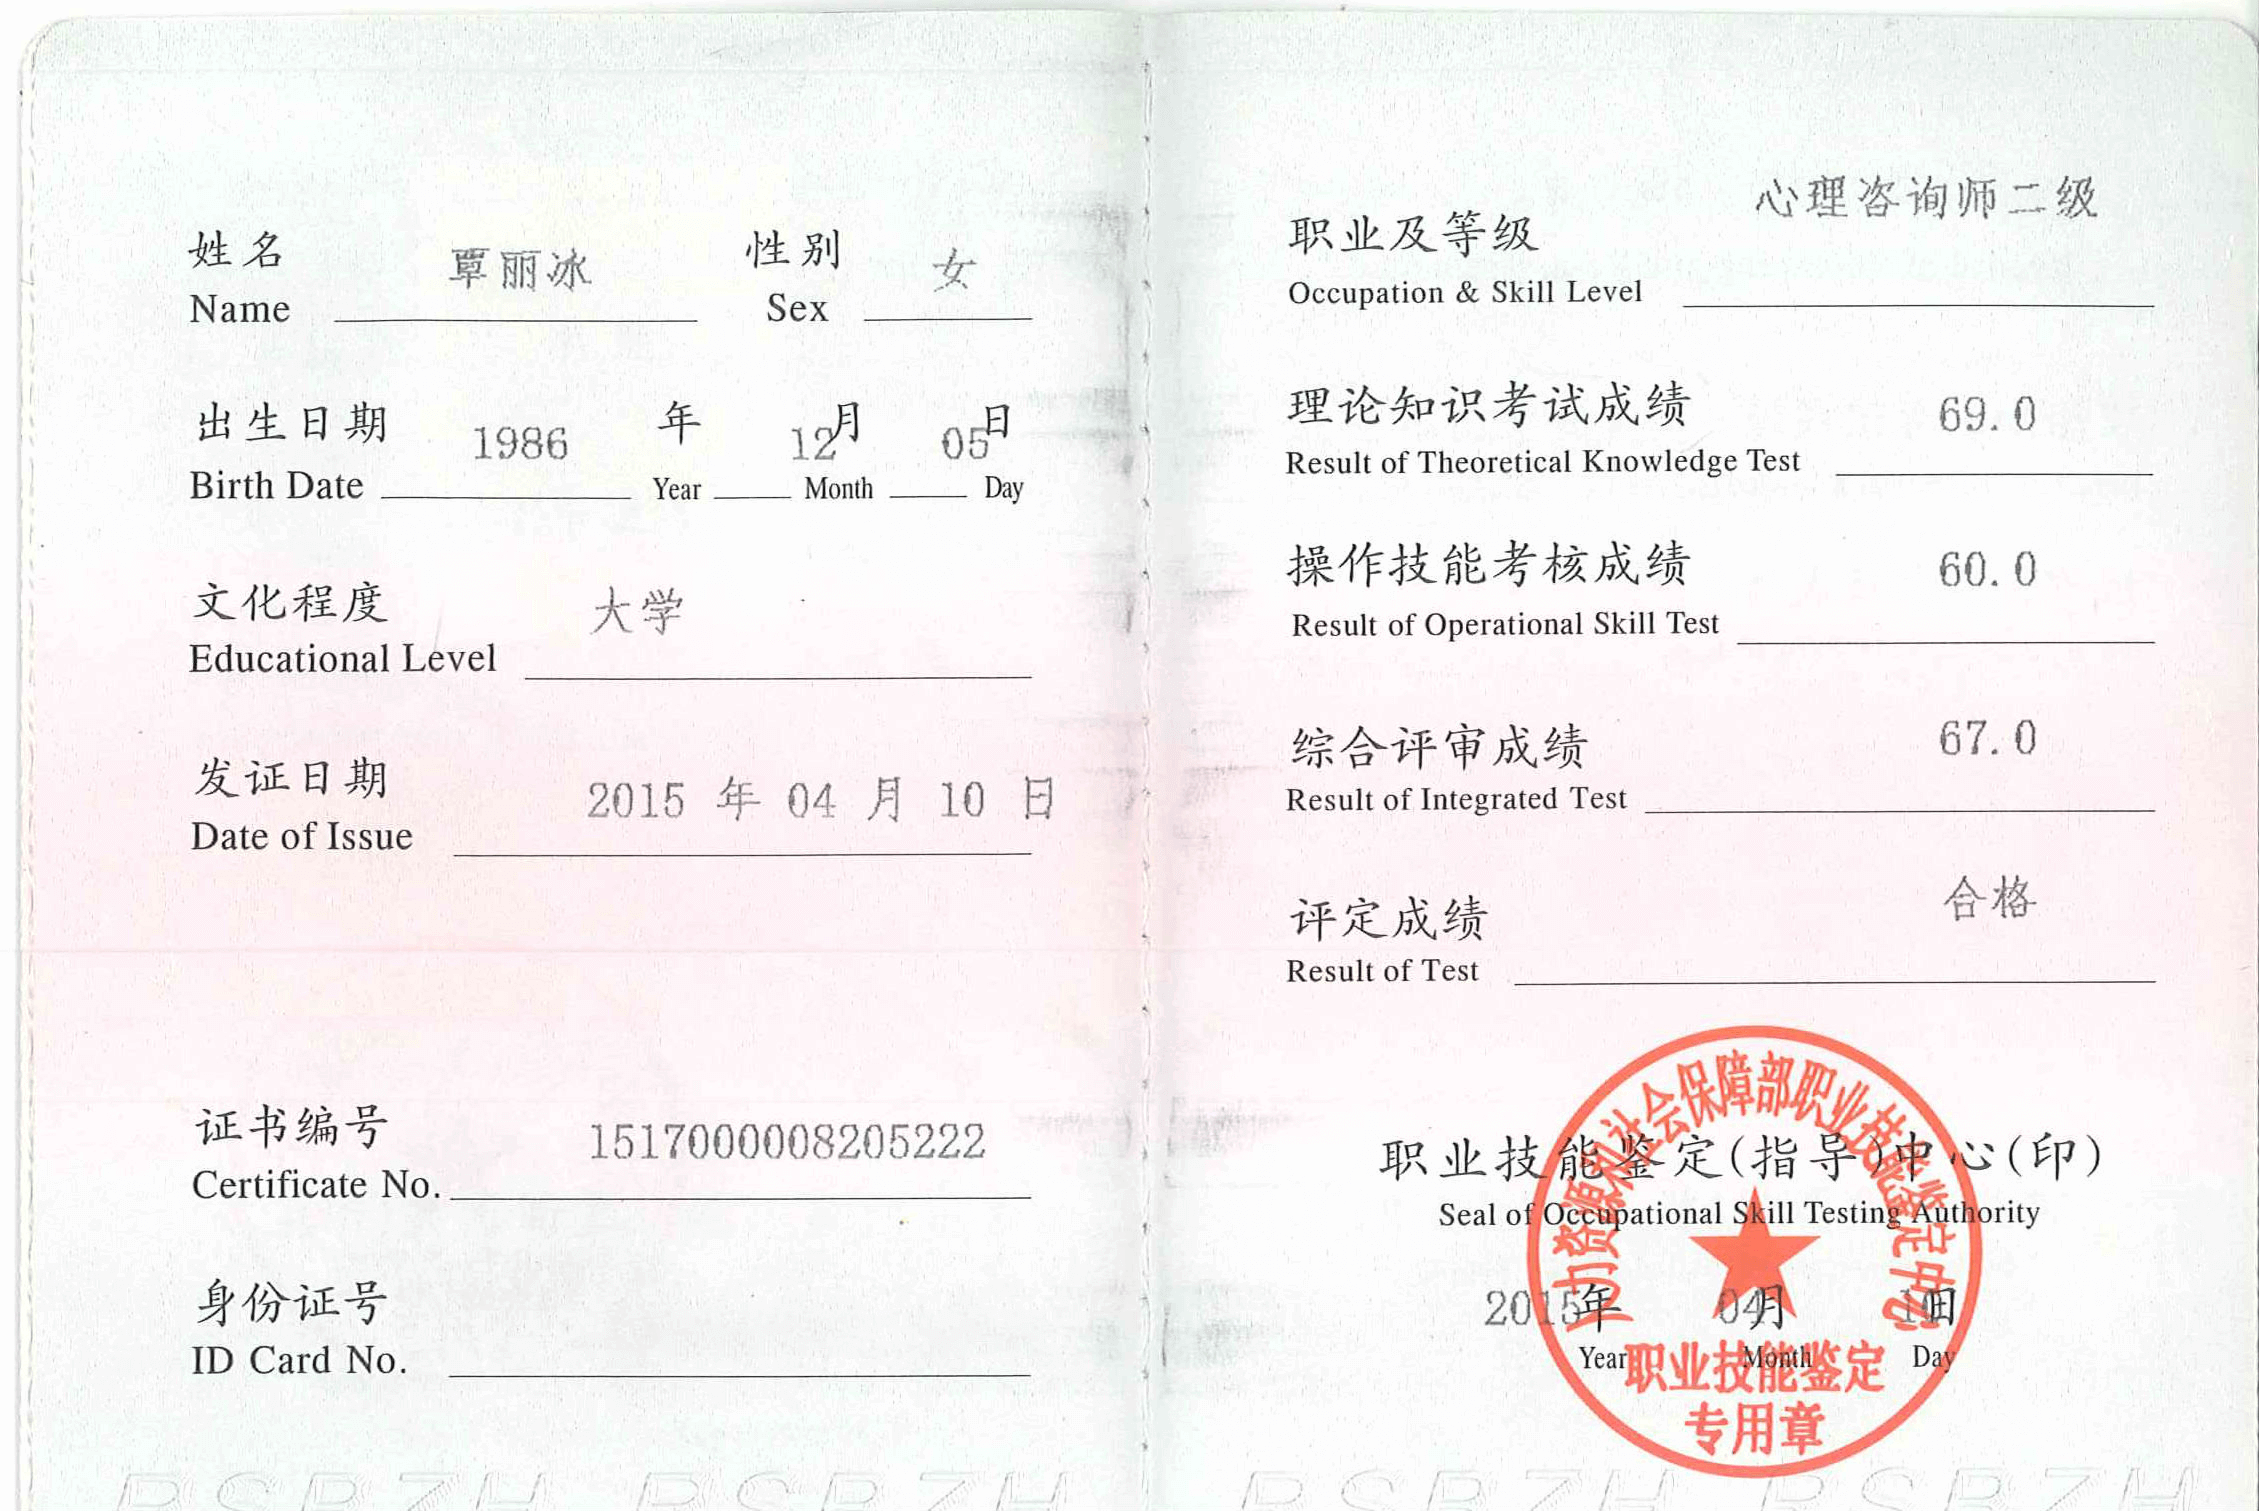 姓名 覃丽冰 性别 女
Name Sex
出生日期 1986 年 12月 05日
Birth Date Year Month Day
文化程度 大学
Educational Level
发证日期 2015 年 04 月 10 日
Date of Issue
证书编号 1517000008205222
Certificate No.
身份证号
ID Card No.
心理咨询师二级
职业及等级
Occupation & Skill Level
理论知识考试成绩 69.0
Result of Theoretical Knowledge Test
操作技能考核成绩 60.0
Result of Operational Skill Test
综合评审成绩 67.0
Result of Integrated Test
评定成绩 合格
Result of Test
人力资源和社会保障部职业技能鉴定中心
职业技能鉴定(指导)中心(印)
Seal of Occupational Skill Testing Authority
2015年 04月 10日
Year Month Day
职业技能鉴定
专用章